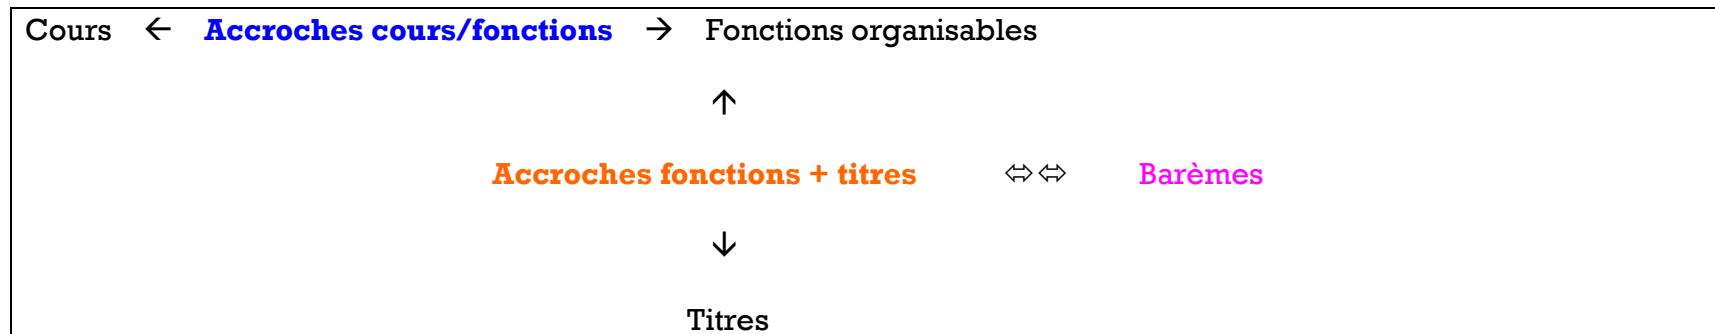 Cours ← Accroches cours/fonctions → Fonctions organisables
↑
Accroches fonctions + titres ⬄⬄ Barèmes
↓
Titres